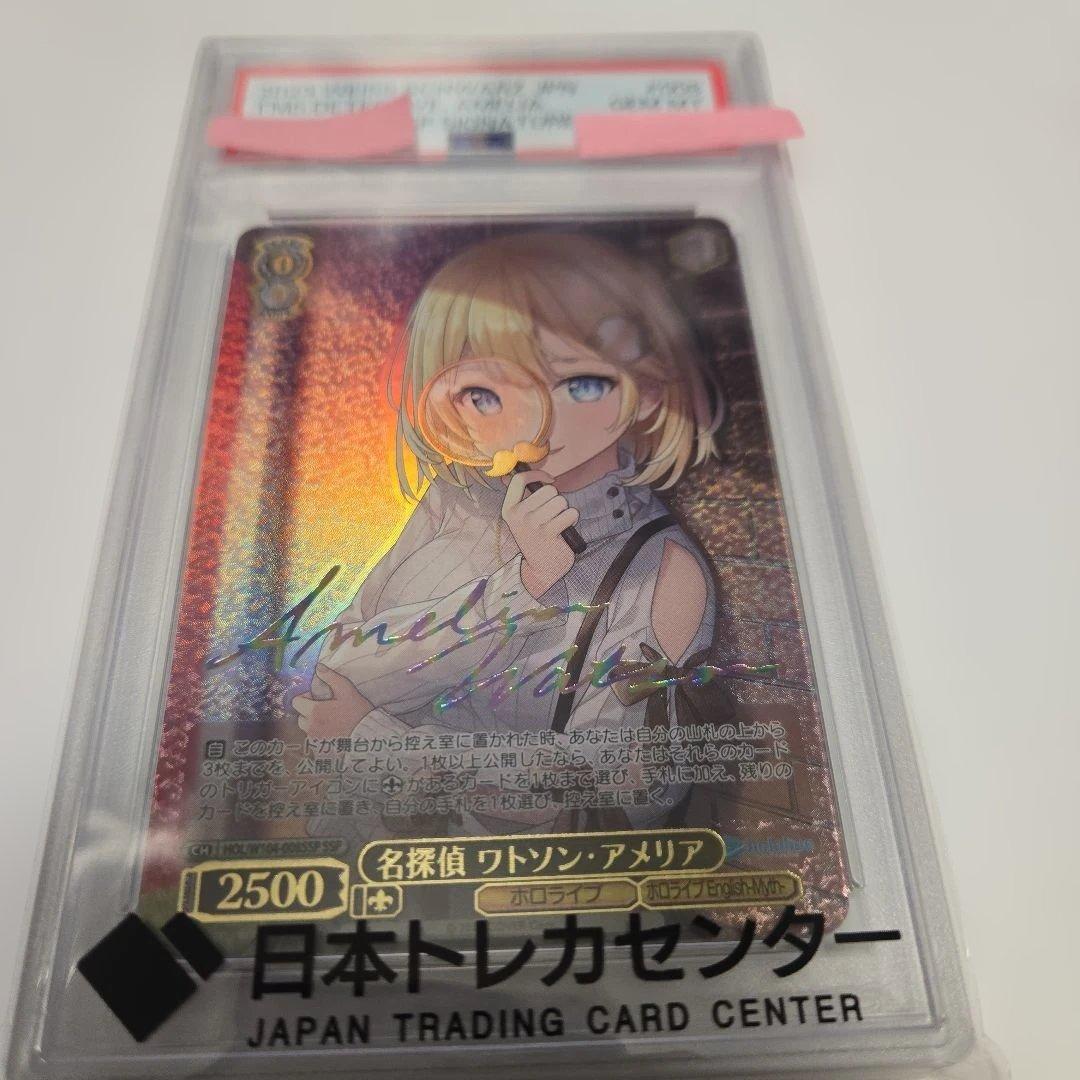 Amelia
Watson
自 このカードが舞台から控え室に置かれた時、あなたは自分の山札の上から
3枚までを、公開してよい。1枚以上公開したなら、あなたはそれらのカード
のトリガーアイコンにがあるカードを1枚まで選び、手札に加え、残りの
カードを控え室に置き、自分の手札を1枚選び、控え室に置く。
HOL/W104-006SSP SSP
名探偵 ワトソン・アメリア
2500
ホロライブ
ホロライブ English-Myth-
日本トレカセンター
JAPAN TRADING CARD CENTER